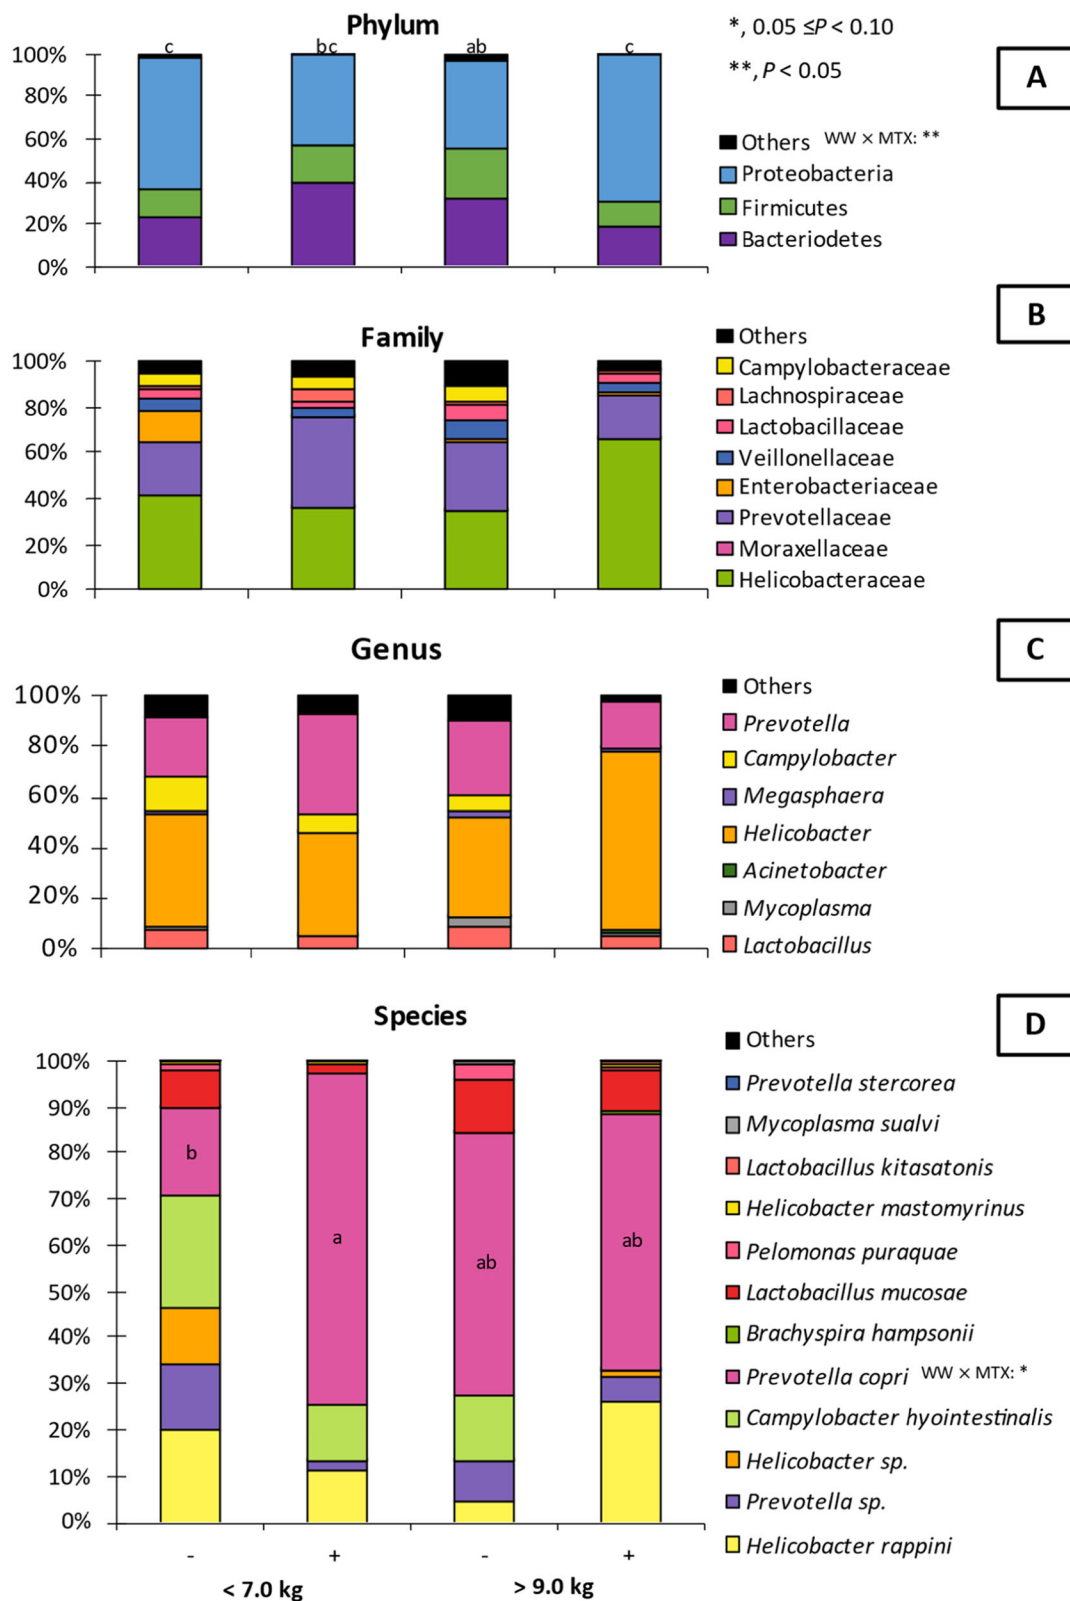 Phylum
*, 0.05 ≤P < 0.10
**, P < 0.05
A
c bc ab c
100%
80%
60%
40%
20%
0%
Others WW × MTX: **
Proteobacteria
Firmicutes
Bacteriodetes
B
Family
100%
80%
60%
40%
20%
0%
Others
Campylobacteraceae
Lachnospiraceae
Lactobacillaceae
Veillonellaceae
Enterobacteriaceae
Prevotellaceae
Moraxellaceae
Helicobacteraceae
C
Genus
100%
80%
60%
40%
20%
0%
Others
Prevotella
Campylobacter
Megasphaera
Helicobacter
Acinetobacter
Mycoplasma
Lactobacillus
D
Species
100%
90%
80%
70%
60%
50%
40%
30%
20%
10%
0%
b
a
ab
ab
Others
Prevotella stercorea
Mycoplasma sualvi
Lactobacillus kitasatonis
Helicobacter mastomyrinus
Pelomonas puraquae
Lactobacillus mucosae
Brachyspira hampsonii
Prevotella copri WW × MTX: *
Campylobacter hyointestinalis
Helicobacter sp.
Prevotella sp.
Helicobacter rappini
- + - +
< 7.0 kg > 9.0 kg